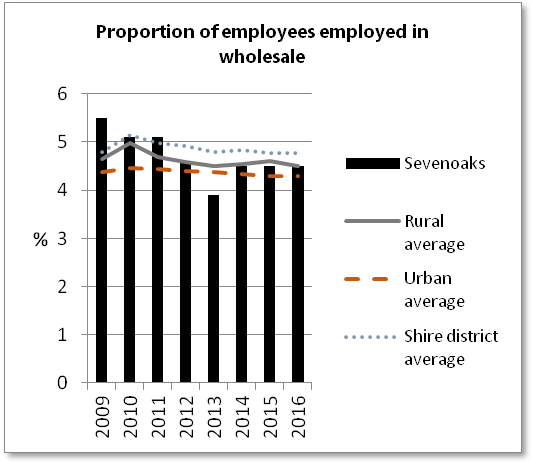 Proportion of employees employed in
wholesale
6
5
4
3
2
1
0
%
2009
2010
2011
2012
2013
2014
2015
2016
Sevenoaks
Rural
average
Urban
average
Shire district
average